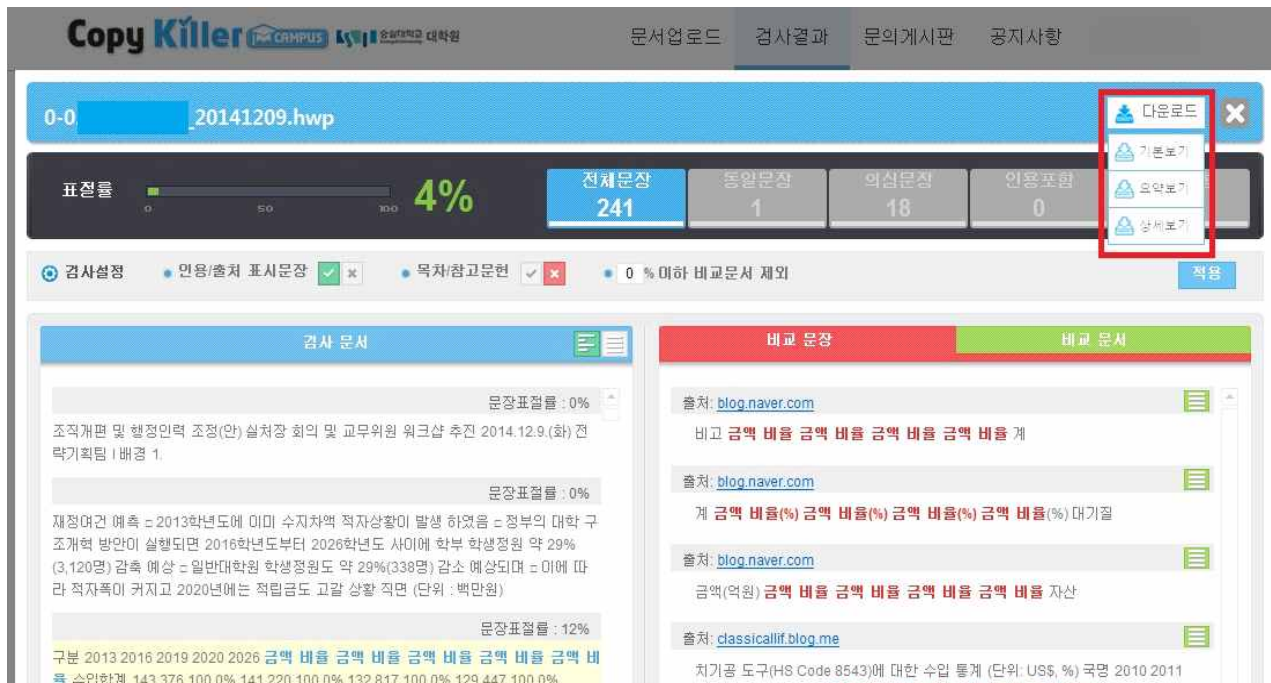 Copy Killer CAMPUS 대학원
문서업로드 검사결과 문의게시판 공지사항
0-0 _20141209.hwp
다운로드
기본보기
요약보기
상세보기
표절률
0 50 100
4%
전체문장
241
동일문장
1
의심문장
18
인용포함
0
검사설정 인용/출처 표시문장 목차/참고문헌 0 % 이하 비교문서 제외 적용
검사 문서
문장표절률 : 0%
조직개편 및 행정인력 조정(안) 실처장 회의 및 교무위원 워크샵 추진 2014.12.9.(화) 전
략기획팀 I 배경 1.
문장표절률 : 0%
재정여건 예측 □ 2013학년도에 이미 수지차액 적자상황이 발생 하였음 □ 정부의 대학 구
조개혁 방안이 실행되면 2016학년도부터 2026학년도 사이에 학부 학생정원 약 29%
(3,120명) 감축 예상 □ 일반대학원 학생정원도 약 29%(338명) 감소 예상되며 □ 이에 따
라 적자폭이 커지고 2020년에는 적립금도 고갈 상황 직면 (단위 : 백만원)
문장표절률 : 12%
구분 2013 2016 2019 2020 2026 금액 비율 금액 비율 금액 비율 금액 비율 금액 비
율 수입합계 143,376 100.0% 141,220 100.0% 132,817 100.0% 129,447 100.0%
비교 문장
비교 문서
출처: blog.naver.com
비고 금액 비율 금액 비율 금액 비율 금액 비율 계
출처: blog.naver.com
계 금액 비율(%) 금액 비율(%) 금액 비율(%) 금액 비율(%) 대기질
출처: blog.naver.com
금액(억원) 금액 비율 금액 비율 금액 비율 금액 비율 자산
출처: classicallif.blog.me
치기공 도구(HS Code 8543)에 대한 수입 통계 (단위: US$, %) 국명 2010 2011